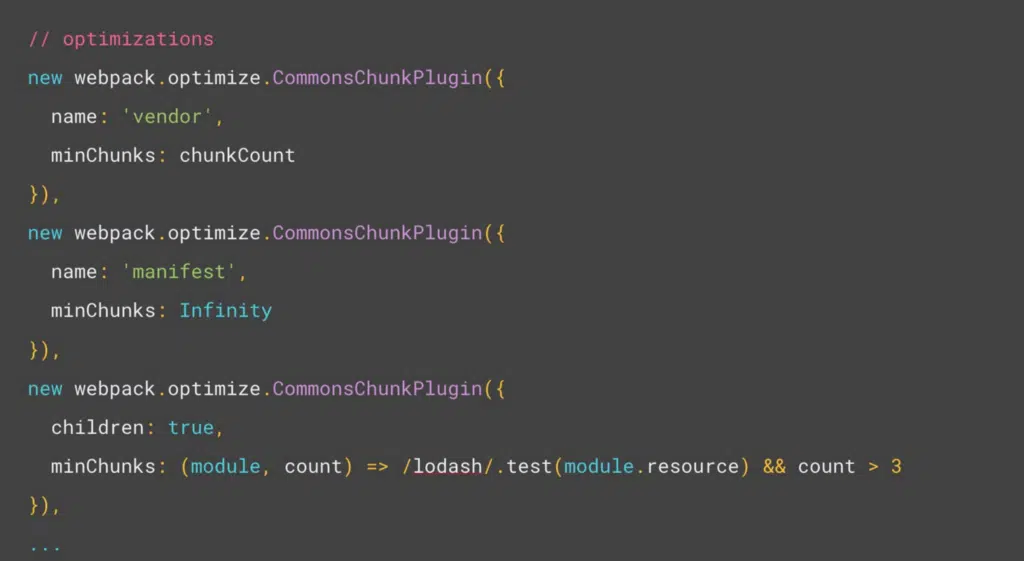 // optimizations
new webpack.optimize.CommonsChunkPlugin({
  name: 'vendor',
  minChunks: chunkCount
}),
new webpack.optimize.CommonsChunkPlugin({
  name: 'manifest',
  minChunks: Infinity
}),
new webpack.optimize.CommonsChunkPlugin({
  children: true,
  minChunks: (module, count) => /lodash/.test(module.resource) && count > 3
}),
...